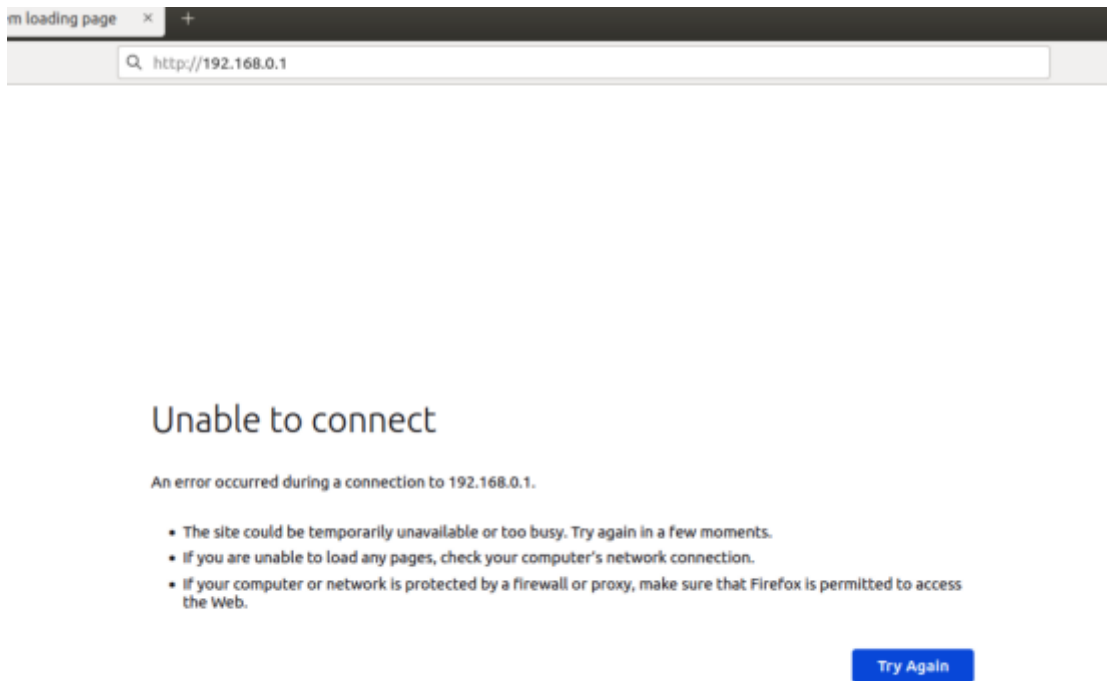 em loading page × +
http://192.168.0.1
Unable to connect
An error occurred during a connection to 192.168.0.1.
• The site could be temporarily unavailable or too busy. Try again in a few moments.
• If you are unable to load any pages, check your computer's network connection.
• If your computer or network is protected by a firewall or proxy, make sure that Firefox is permitted to access
the Web.
Try Again